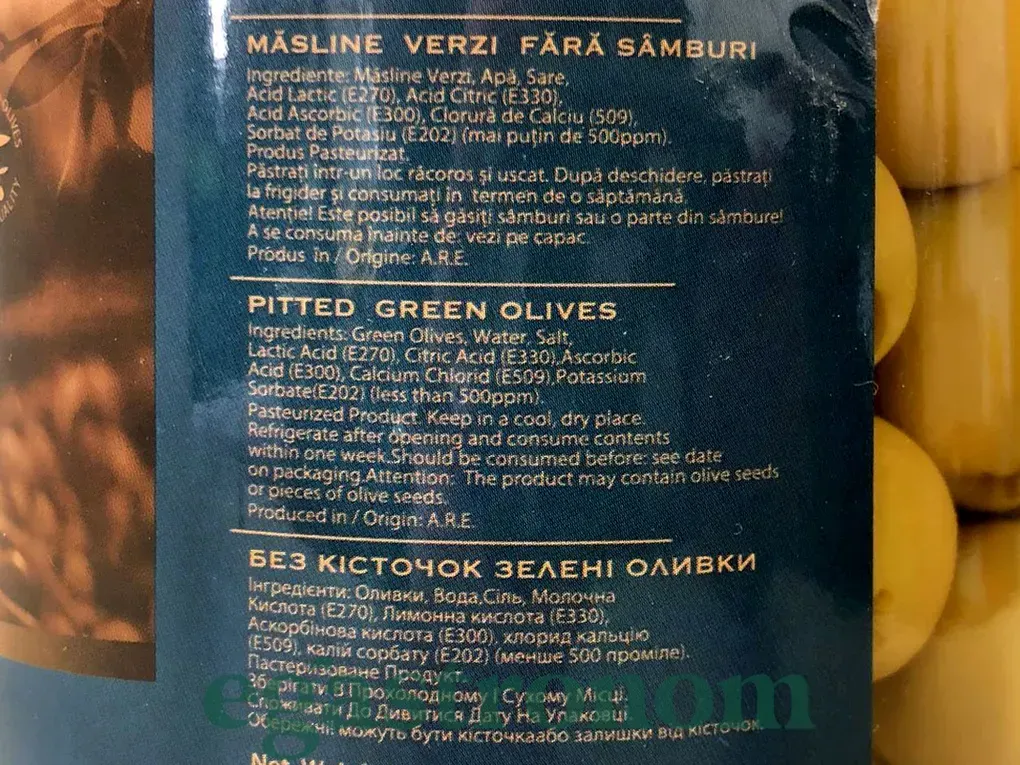 OLIVES
QUALITY
MĂSLINE VERZI FĂRĂ SÂMBURI
Ingrediente: Măsline Verzi, Apă, Sare,
Acid Lactic (E270), Acid Citric (E330),
Acid Ascorbic (E300), Clorură de Calciu (509),
Sorbat de Potasiu (E202) (mai puțin de 500ppm).
Produs Pasteurizat.
Păstrați într-un loc răcoros și uscat. După deschidere, păstrați
la frigider și consumați în termen de o săptămână.
Atenție! Este posibil să găsiți sâmburi sau o parte din sâmbure!
A se consuma înainte de: vezi pe capac.
Produs in / Origine: A.R.E.
PITTED GREEN OLIVES
Ingredients: Green Olives, Water, Salt,
Lactic Acid (E270), Citric Acid (E330),Ascorbic
Acid (E300), Calcium Chlorid (E509),Potassium
Sorbate(E202) (less than 500ppm).
Pasteurized Product. Keep in a cool, dry place.
Refrigerate after opening and consume contents
within one week.Should be consumed before: see date
on packaging.Attention: The product may contain olive seeds
or pieces of olive seeds.
Produced in / Origin: A.R.E.
БЕЗ КІСТОЧОК ЗЕЛЕНІ ОЛИВКИ
Інгредієнти: Оливки, Вода,Сіль, Молочна
Кислота (E270), Лимонна кислота (E330),
Аскорбінова кислота (E300), хлорид кальцію
(E509), калій сорбату (E202) (менше 500 проміле).
Пастеризоване Продукт.
Зберігати В Прохолодному І Сухому Місці.
Споживати До Дивитися Дату На Упаковці.
Обережні!: можуть бути кісточкаабо залишки від кісточок.